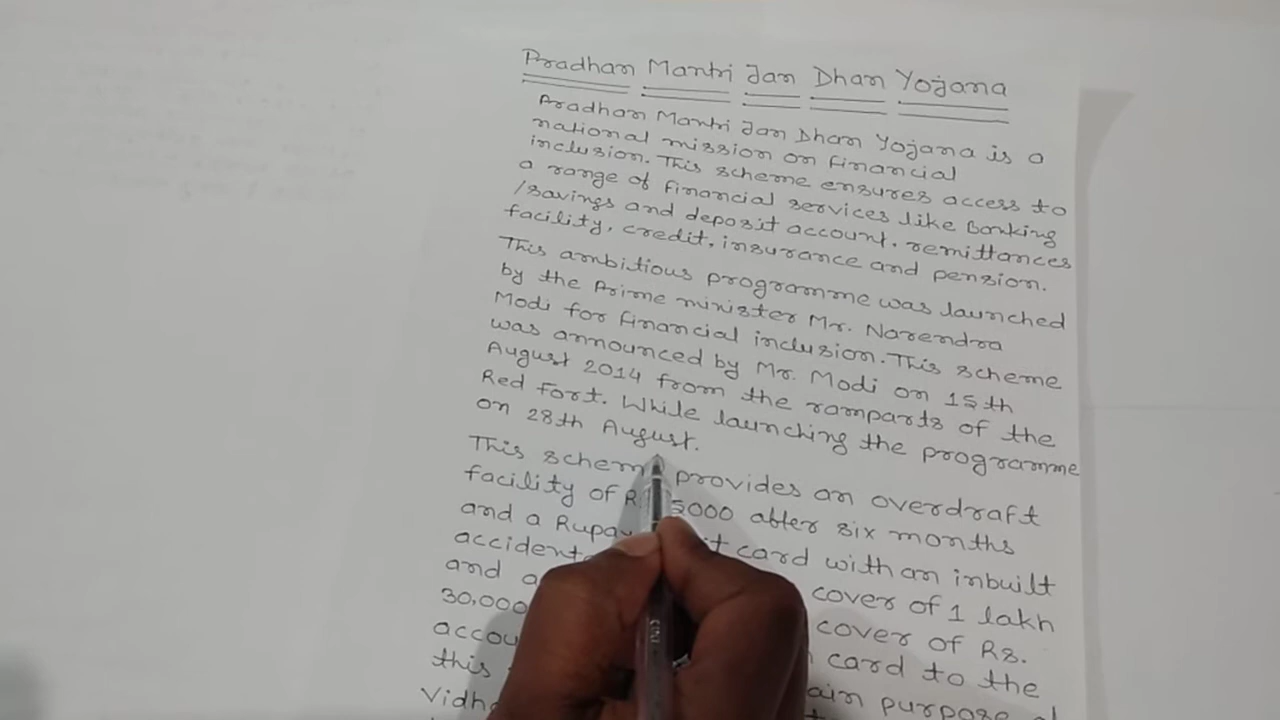 Pradhan Mantri Jan Dhan Yojana
Pradhan Mantri Jan Dhan Yojana is a
national mission on financial
inclusion. This scheme ensures access to
a range of financial services like Banking
/savings and deposit account. remittances
facility, credit. insurance and pension.
This ambitious programme was launched
by the Prime minister Mr. Narendra
Modi for financial inclusion. This scheme
was announced by Mr. Modi on 15th
August 2014 from the ramparts of the
Red fort. While launching the programme
on 28th August.
This provides an overdraft
facility of 5000 after six months
and a card with an inbuilt
cover of 1 lakh
and cover of Rs.
30,000
card to the
this purpose